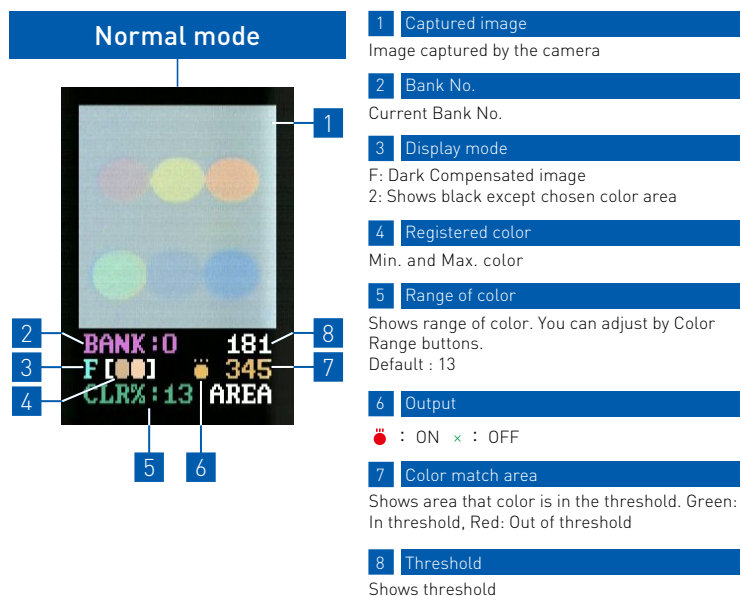 Normal mode
1
BANK:0 181
F [ ] 345
CLR%:13 AREA
2
3
4
5
6
7
8
1 Captured image
Image captured by the camera
2 Bank No.
Current Bank No.
3 Display mode
F: Dark Compensated image
2: Shows black except chosen color area
4 Registered color
Min. and Max. color
5 Range of color
Shows range of color. You can adjust by Color
Range buttons.
Default : 13
6 Output
: ON × : OFF
7 Color match area
Shows area that color is in the threshold. Green:
In threshold, Red: Out of threshold
8 Threshold
Shows threshold